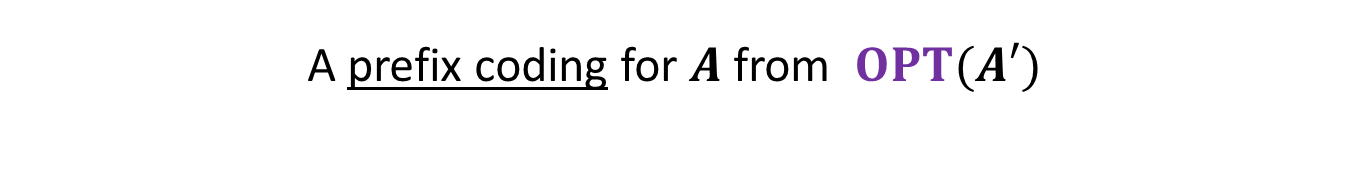 A prefix coding for A from OPT(A′)